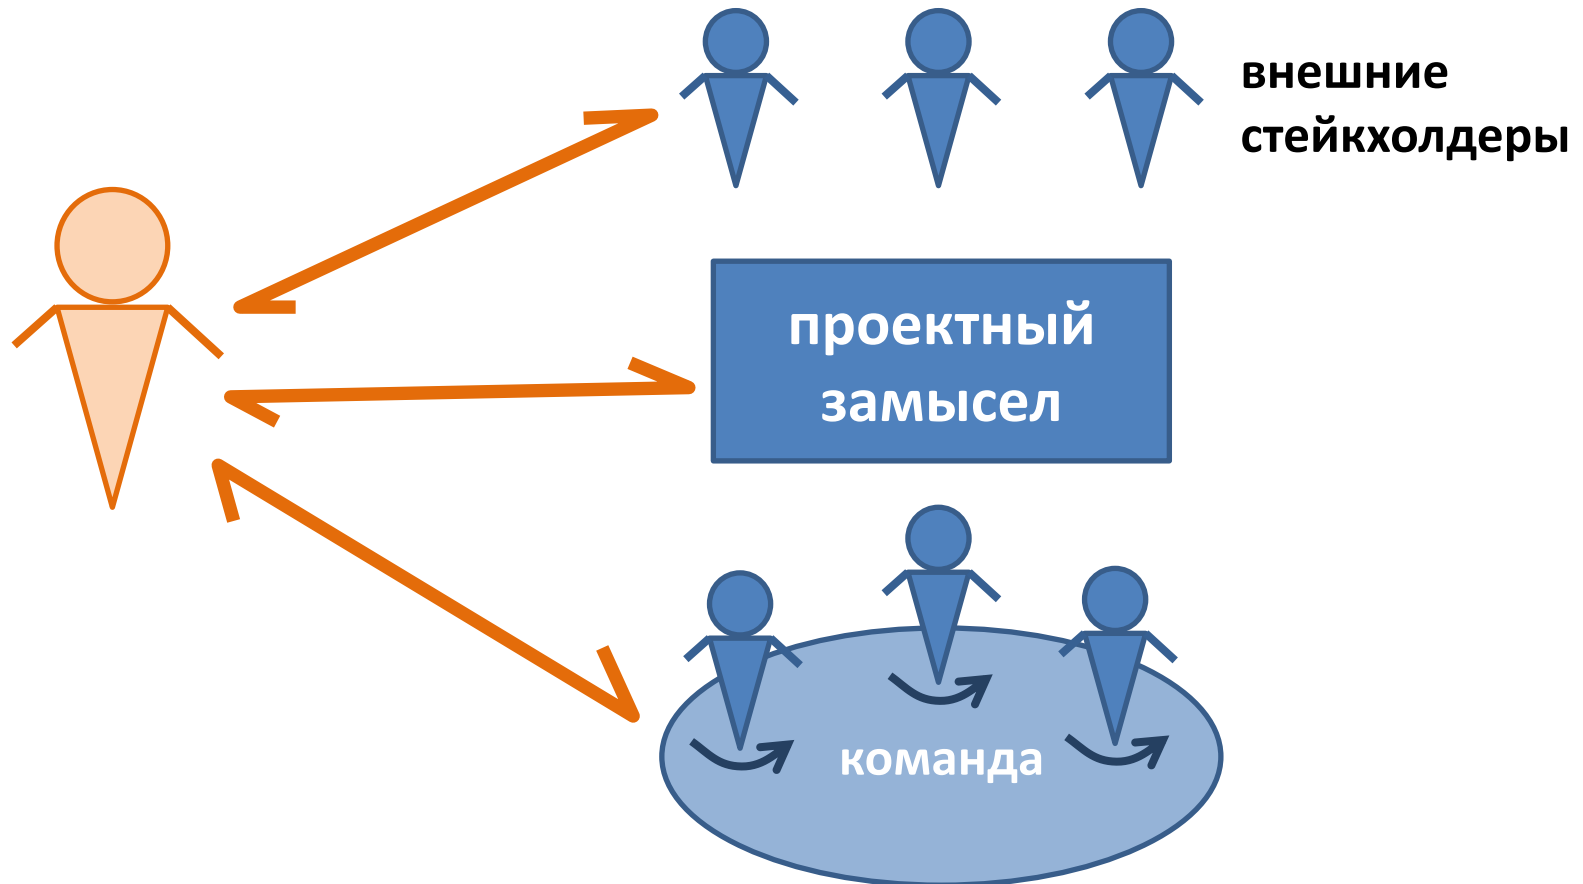 внешние
стейкхолдеры
проектный
замысел
команда